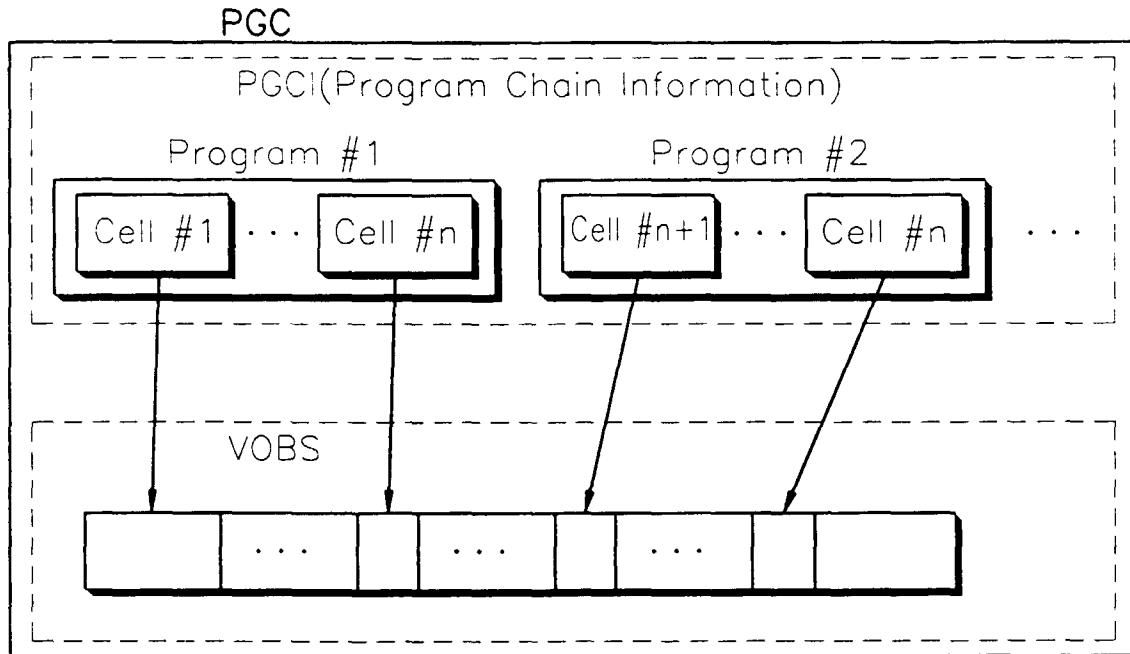 PGC
PGCI(Program Chain Information)
Program #1 Program #2
Cell #1 ... Cell #n Cell #n+1 ... Cell #n ...
VOBS
... ... ...